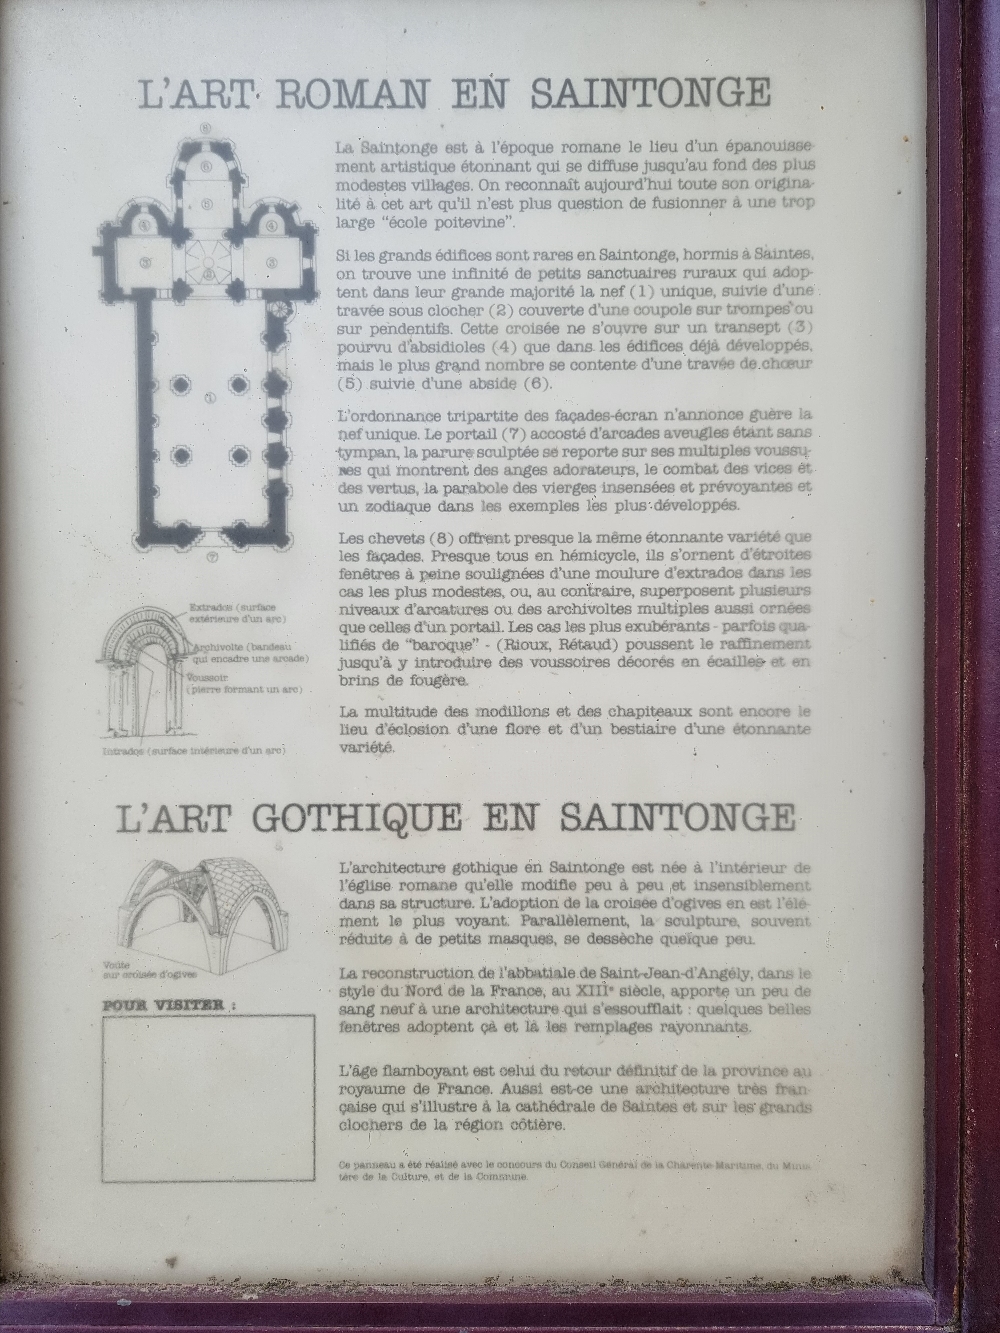 L'ART ROMAN EN SAINTONGE
La Saintonge est à l'époque romane le lieu d'un épanouisse-
ment artistique étonnant qui se diffuse jusqu'au fond des plus
modestes villages. On reconnaît aujourd'hui toute son origina-
lité à cet art qu'il n'est plus question de fusionner à une trop
large "école poitevine".
Si les grands édifices sont rares en Saintonge, hormis à Saintes,
on trouve une infinité de petits sanctuaires ruraux qui adop-
tent dans leur grande majorité la nef (1) unique, suivie d'une
travée sous clocher (2) couverte d'une coupole sur trompes ou
sur pendentifs. Cette croisée ne s'ouvre sur un transept (3)
pourvu d'absidioles (4) que dans les édifices déjà développés,
mais le plus grand nombre se contente d'une travée de chœur
(5) suivie d'une abside (6).
L'ordonnance tripartite des façades-écran n'annonce guère la
nef unique. Le portail (7) accosté d'arcades aveugles étant sans
tympan, la parure sculptée se reporte sur ses multiples voussu-
res qui montrent des anges adorateurs, le combat des vices et
des vertus, la parabole des vierges insensées et prévoyantes et
un zodiaque dans les exemples les plus développés.
Les chevets (8) offrent presque la même étonnante variété que
les façades. Presque tous en hémicycle, ils s'ornent d'étroites
fenêtres à peine soulignées d'une moulure d'extrados dans les
cas les plus modestes, ou, au contraire, superposent plusieurs
niveaux d'arcatures ou des archivoltes multiples aussi ornées
que celles d'un portail. Les cas les plus exubérants - parfois qua-
lifiés de "baroque" - (Rioux, Rétaud) poussent le raffinement
jusqu'à y introduire des voussoires décorés en écailles et en
brins de fougère.
La multitude des modillons et des chapiteaux sont encore le
lieu d'éclosion d'une flore et d'un bestiaire d'une étonnante
variété.
8
6
5
4
4
3
2
3
1
7
Extrados (surface
extérieure d'un arc)
Archivolte (bandeau
qui encadre une arcade)
Voussoir
(pierre formant un arc)
Intrados (surface intérieure d'un arc)
L'ART GOTHIQUE EN SAINTONGE
L'architecture gothique en Saintonge est née à l'intérieur de
l'église romane qu'elle modifie peu à peu et insensiblement
dans sa structure. L'adoption de la croisée d'ogives en est l'élé-
ment le plus voyant. Parallèlement, la sculpture, souvent
réduite à de petits masques, se dessèche quelque peu.
La reconstruction de l'abbatiale de Saint-Jean-d'Angély, dans le
style du Nord de la France, au XIIIe siècle, apporte un peu de
sang neuf à une architecture qui s'essoufflait : quelques belles
fenêtres adoptent çà et là les remplages rayonnants.
L'âge flamboyant est celui du retour définitif de la province au
royaume de France. Aussi est-ce une architecture très fran-
çaise qui s'illustre à la cathédrale de Saintes et sur les grands
clochers de la région côtière.
Voûte
sur croisée d'ogives
POUR VISITER :
Ce panneau a été réalisé avec le concours du Conseil Général de la Charente-Maritime, du Minis-
tère de la Culture, et de la Commune.